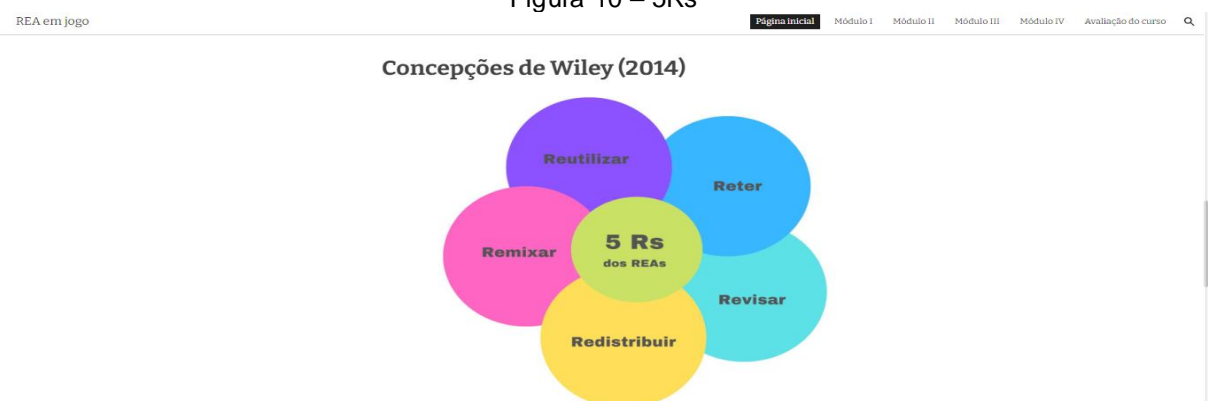 Figura 10 – 5Rs
REA em jogo
Página inicial Módulo I Módulo II Módulo III Módulo IV Avaliação do curso
Concepções de Wiley (2014)
Reutilizar
Reter
Remixar
5 Rs
dos REAs
Revisar
Redistribuir